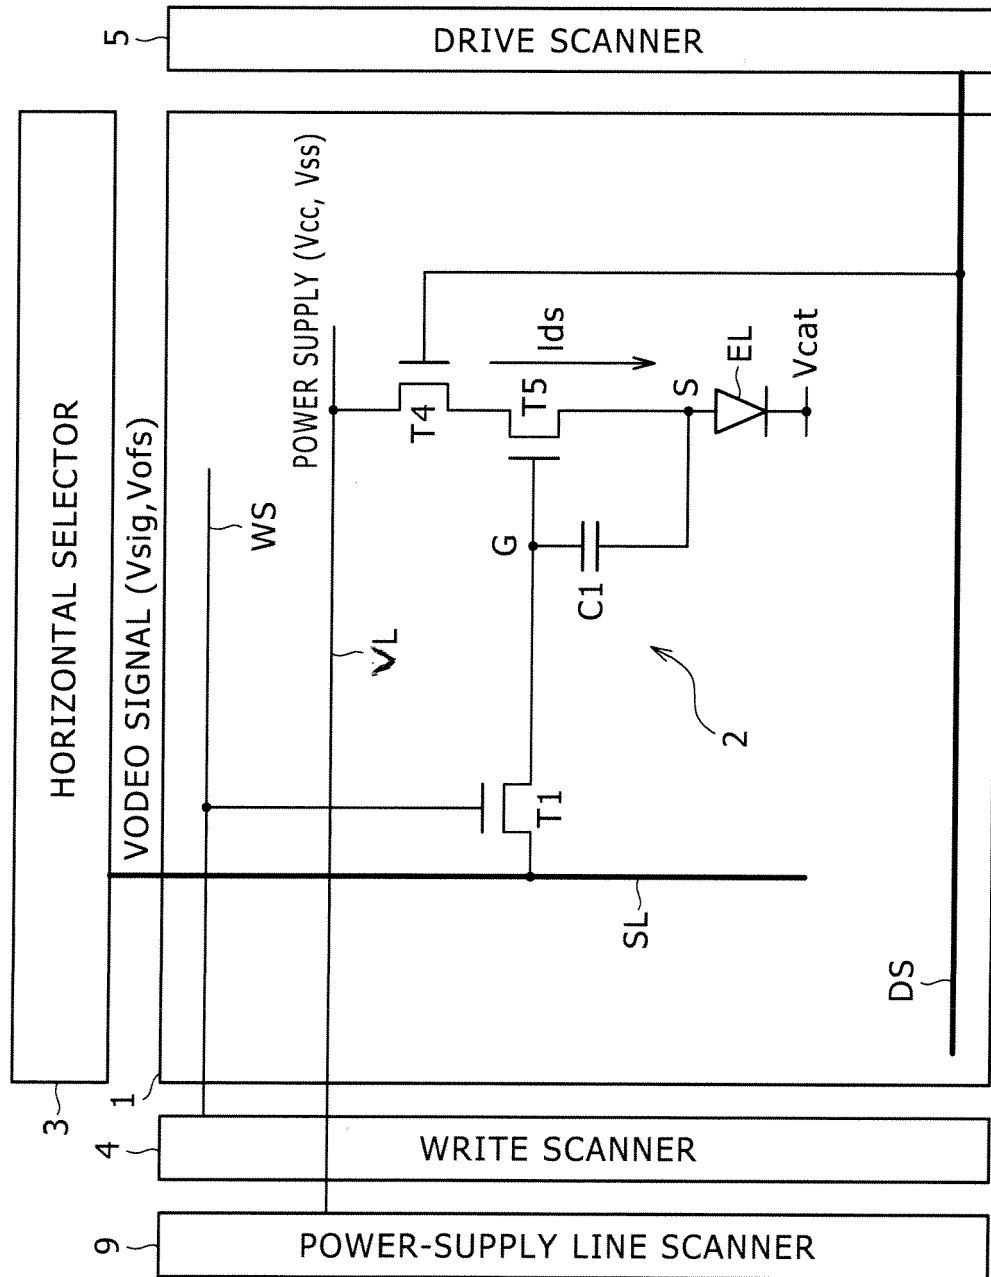 HORIZONTAL SELECTOR
3
VODEO SIGNAL (Vsig,Vofs)
1
5
DRIVE SCANNER
4
WRITE SCANNER
9
POWER-SUPPLY LINE SCANNER
WS
POWER SUPPLY (Vcc, Vss)
VL
T4
Ids
T5
G
S
C1
T1
EL
Vcat
2
SL
DS